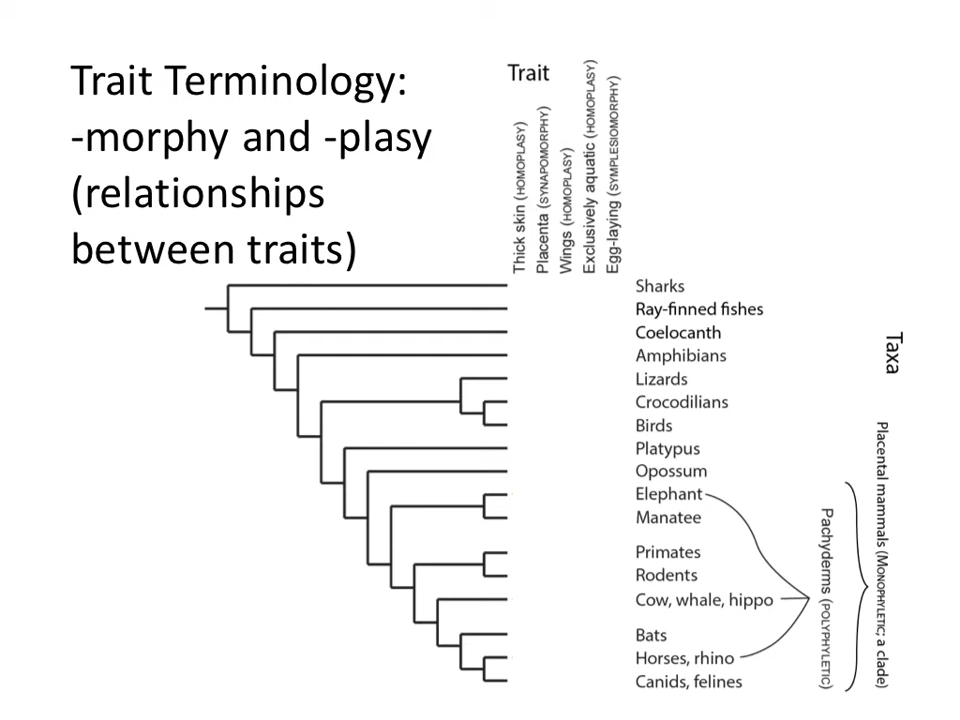 Trait Terminology:
-morphy and -plasy
(relationships
between traits)
Trait
Thick skin (HOMOPLASY)
Placenta (SYNAPOMORPHY)
Wings (HOMOPLASY)
Exclusively aquatic (HOMOPLASY)
Egg-laying (SYMPLESIOMORPHY)
Sharks
Ray-finned fishes
Coelocanth
Amphibians
Lizards
Crocodilians
Birds
Platypus
Opossum
Elephant
Manatee
Primates
Rodents
Cow, whale, hippo
Bats
Horses, rhino
Canids, felines
Pachyderms (POLYPHYLETIC)
Placental mammals (MONOPHYLETIC; a clade)
Taxa